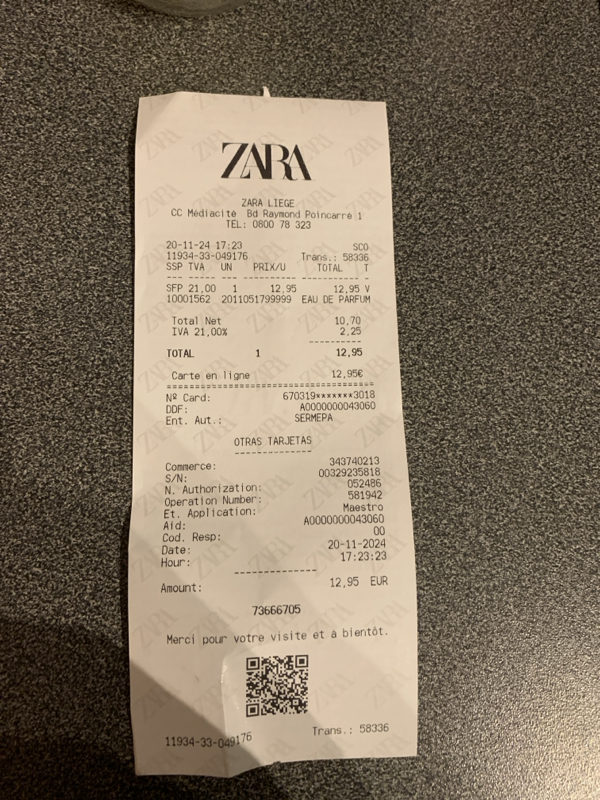 ZARA
ZARA LIEGE
CC Médiacité Bd Raymond Poincarré 1
TEL: 0800 78 323
20-11-24 17:23 SCO
11934-33-049176 Trans.: 58336
SSP TVA UN PRIX/U TOTAL T
SFP 21,00 1 12,95 12,95 V
10001562 2011051799999 EAU DE PARFUM
Total Net 10,70
IVA 21,00% 2,25
TOTAL 1 12,95
Carte en ligne 12,95€
Nº Card: 670319*******3018
DDF: A0000000043060
Ent. Aut.: SERMEPA
OTRAS TARJETAS
Commerce: 343740213
S/N: 00329235818
N. Authorization: 052486
Operation Number: 581942
Et. Application: Maestro
Aid: A0000000043060
Cod. Resp: 00
Date: 20-11-2024
Hour: 17:23:23
Amount: 12,95 EUR
73666705
Merci pour votre visite et à bientôt.
11934-33-049176 Trans.: 58336